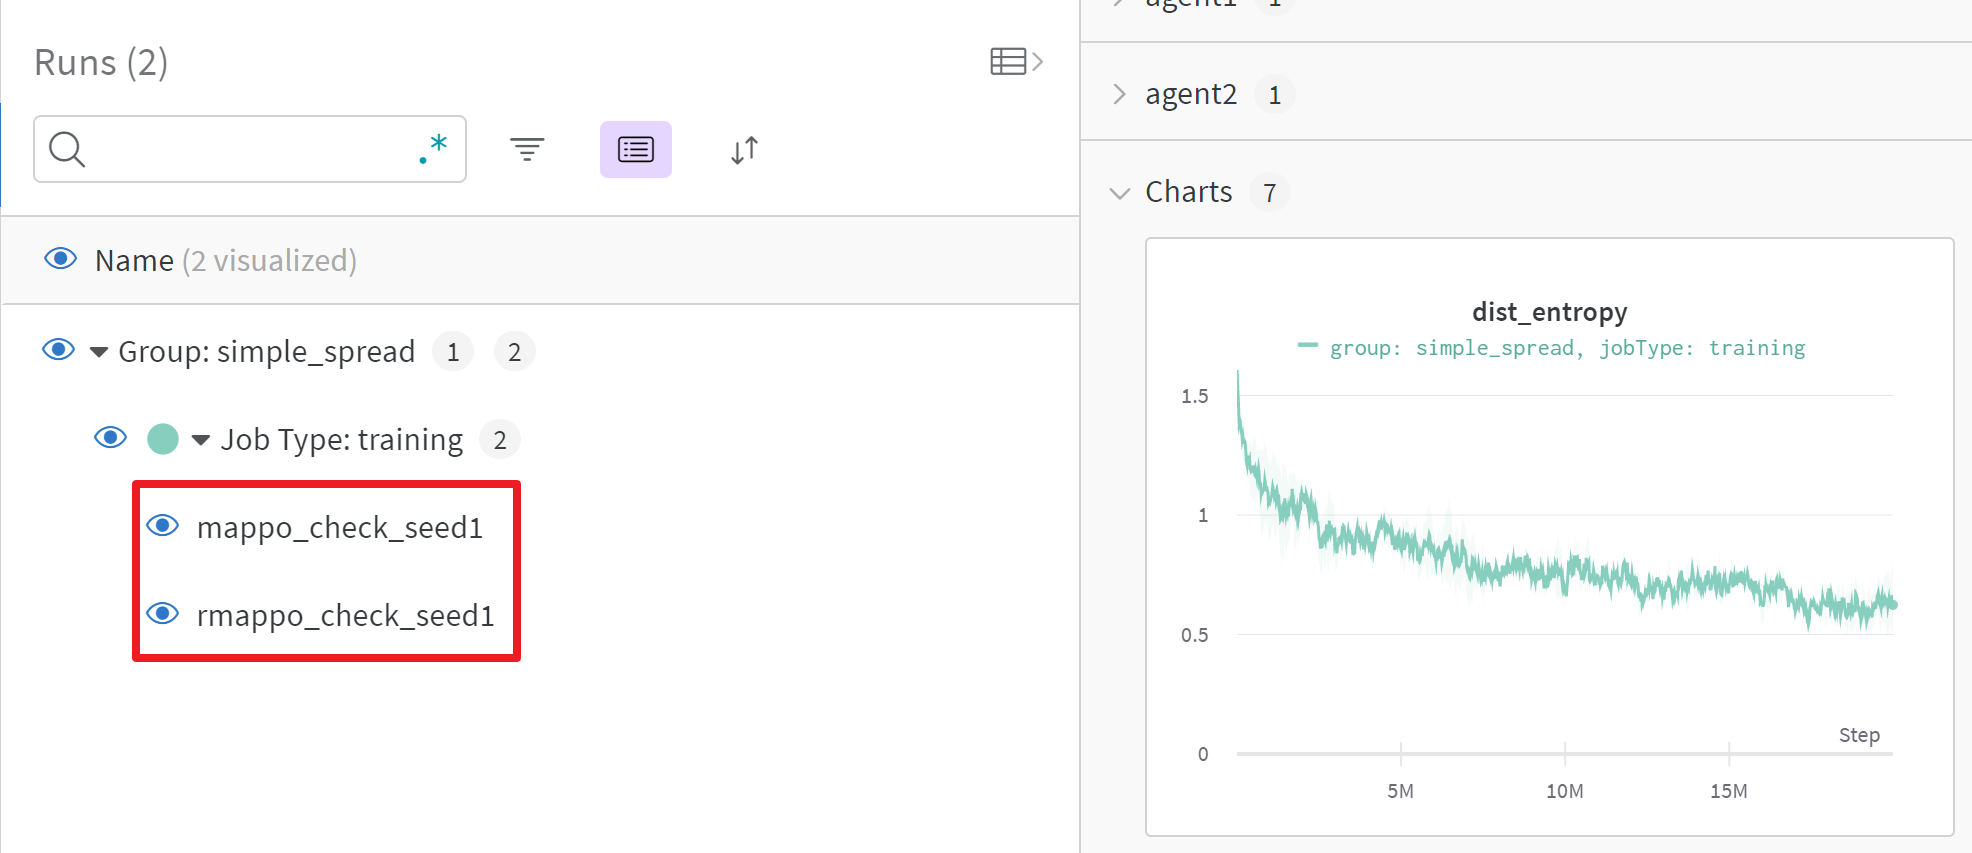 Runs (2)
.*
Name (2 visualized)
Group: simple_spread 1 2
Job Type: training 2
mappo_check_seed1
rmappo_check_seed1
agent1 1
agent2 1
Charts 7
dist_entropy
group: simple_spread, jobType: training
1.5
1
0.5
0
Step
5M 10M 15M